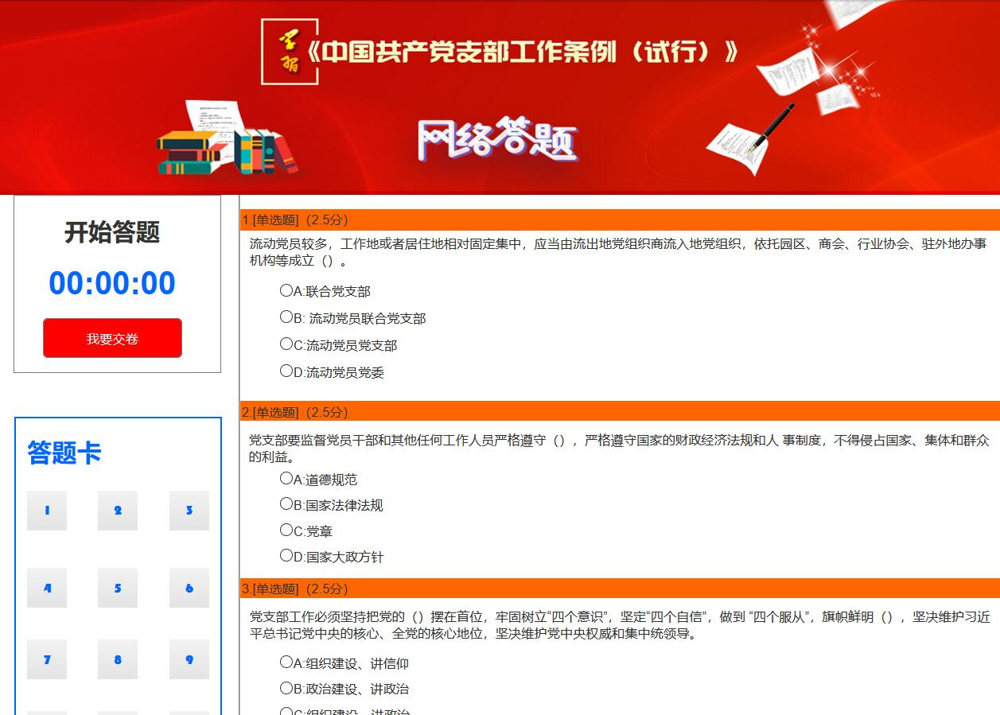 学习
《中国共产党支部工作条例（试行）》
网络答题
开始答题
00:00:00
我要交卷
答题卡
1 2 3
4 5 6
7 8 9
1.[单选题]（2.5分）
流动党员较多，工作地或者居住地相对固定集中，应当由流出地党组织商流入地党组织，依托园区、商会、行业协会、驻外地办事
机构等成立（）。
A:联合党支部
B: 流动党员联合党支部
C:流动党员党支部
D:流动党员党委
2.[单选题]（2.5分）
党支部要监督党员干部和其他任何工作人员严格遵守（），严格遵守国家的财政经济法规和人 事制度，不得侵占国家、集体和群众
的利益。
A:道德规范
B:国家法律法规
C:党章
D:国家大政方针
3.[单选题]（2.5分）
党支部工作必须坚持把党的（）摆在首位，牢固树立“四个意识”，坚定“四个自信”，做到 “四个服从”，旗帜鲜明（），坚决维护习近
平总书记党中央的核心、全党的核心地位，坚决维护党中央权威和集中统领导。
A:组织建设、讲信仰
B:政治建设、讲政治
C:组织建设、讲政治